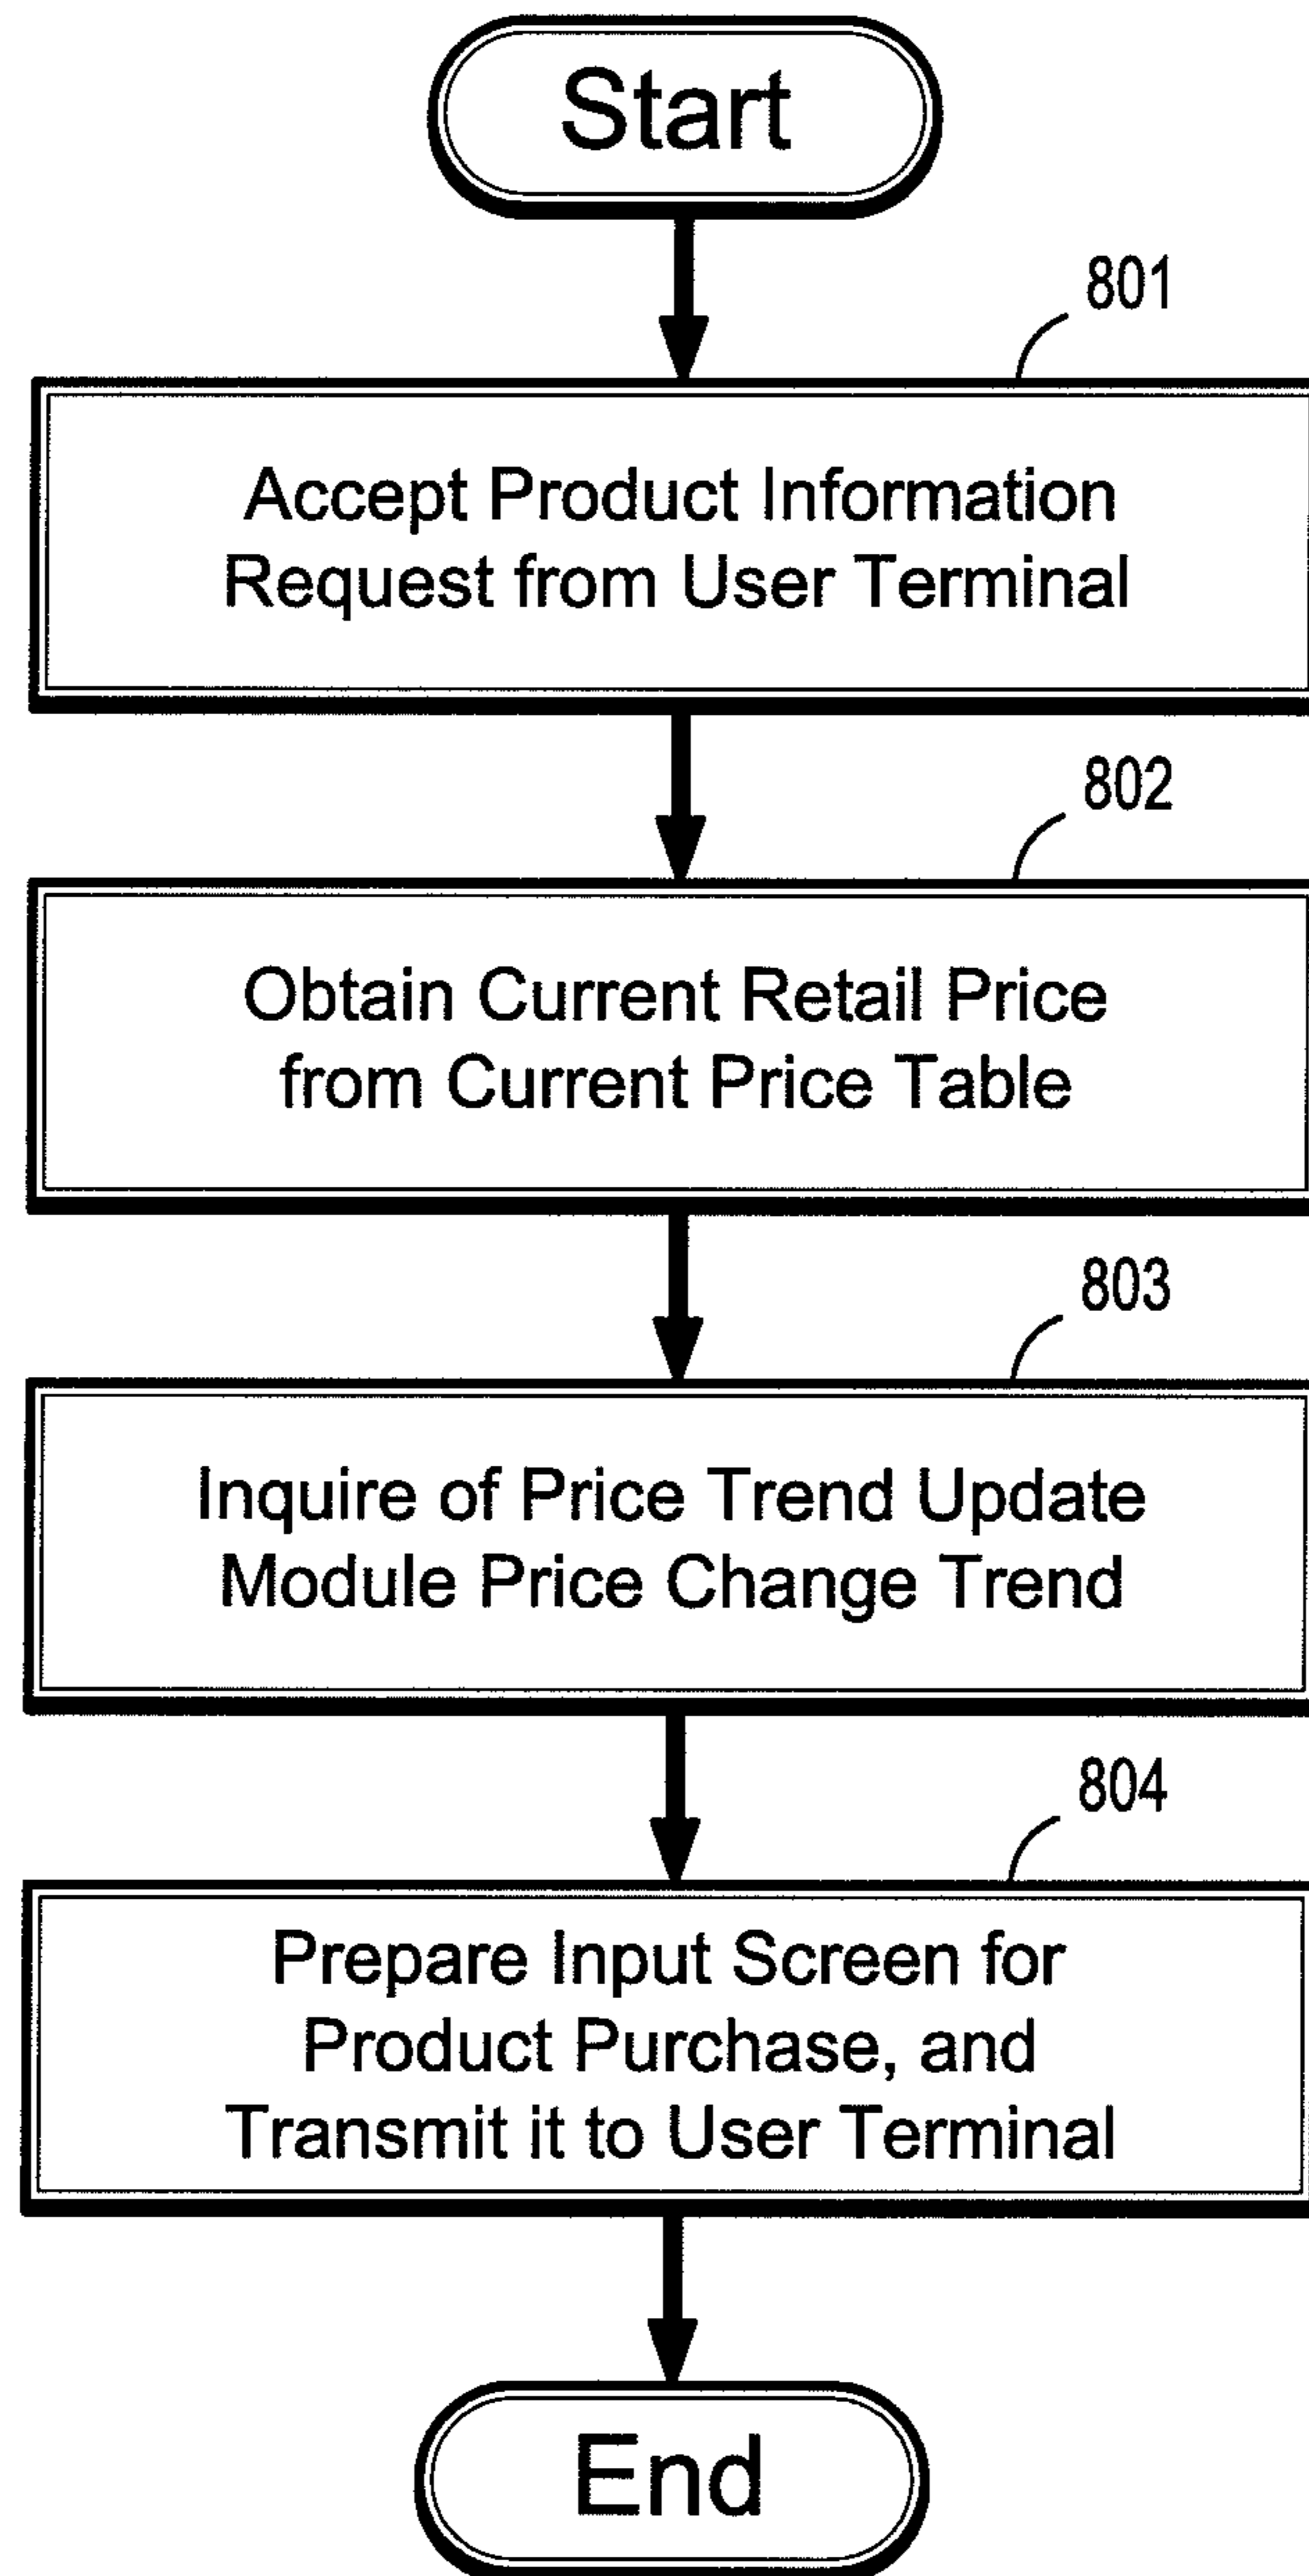 Start
801
Accept Product Information
Request from User Terminal
802
Obtain Current Retail Price
from Current Price Table
803
Inquire of Price Trend Update
Module Price Change Trend
804
Prepare Input Screen for
Product Purchase, and
Transmit it to User Terminal
End